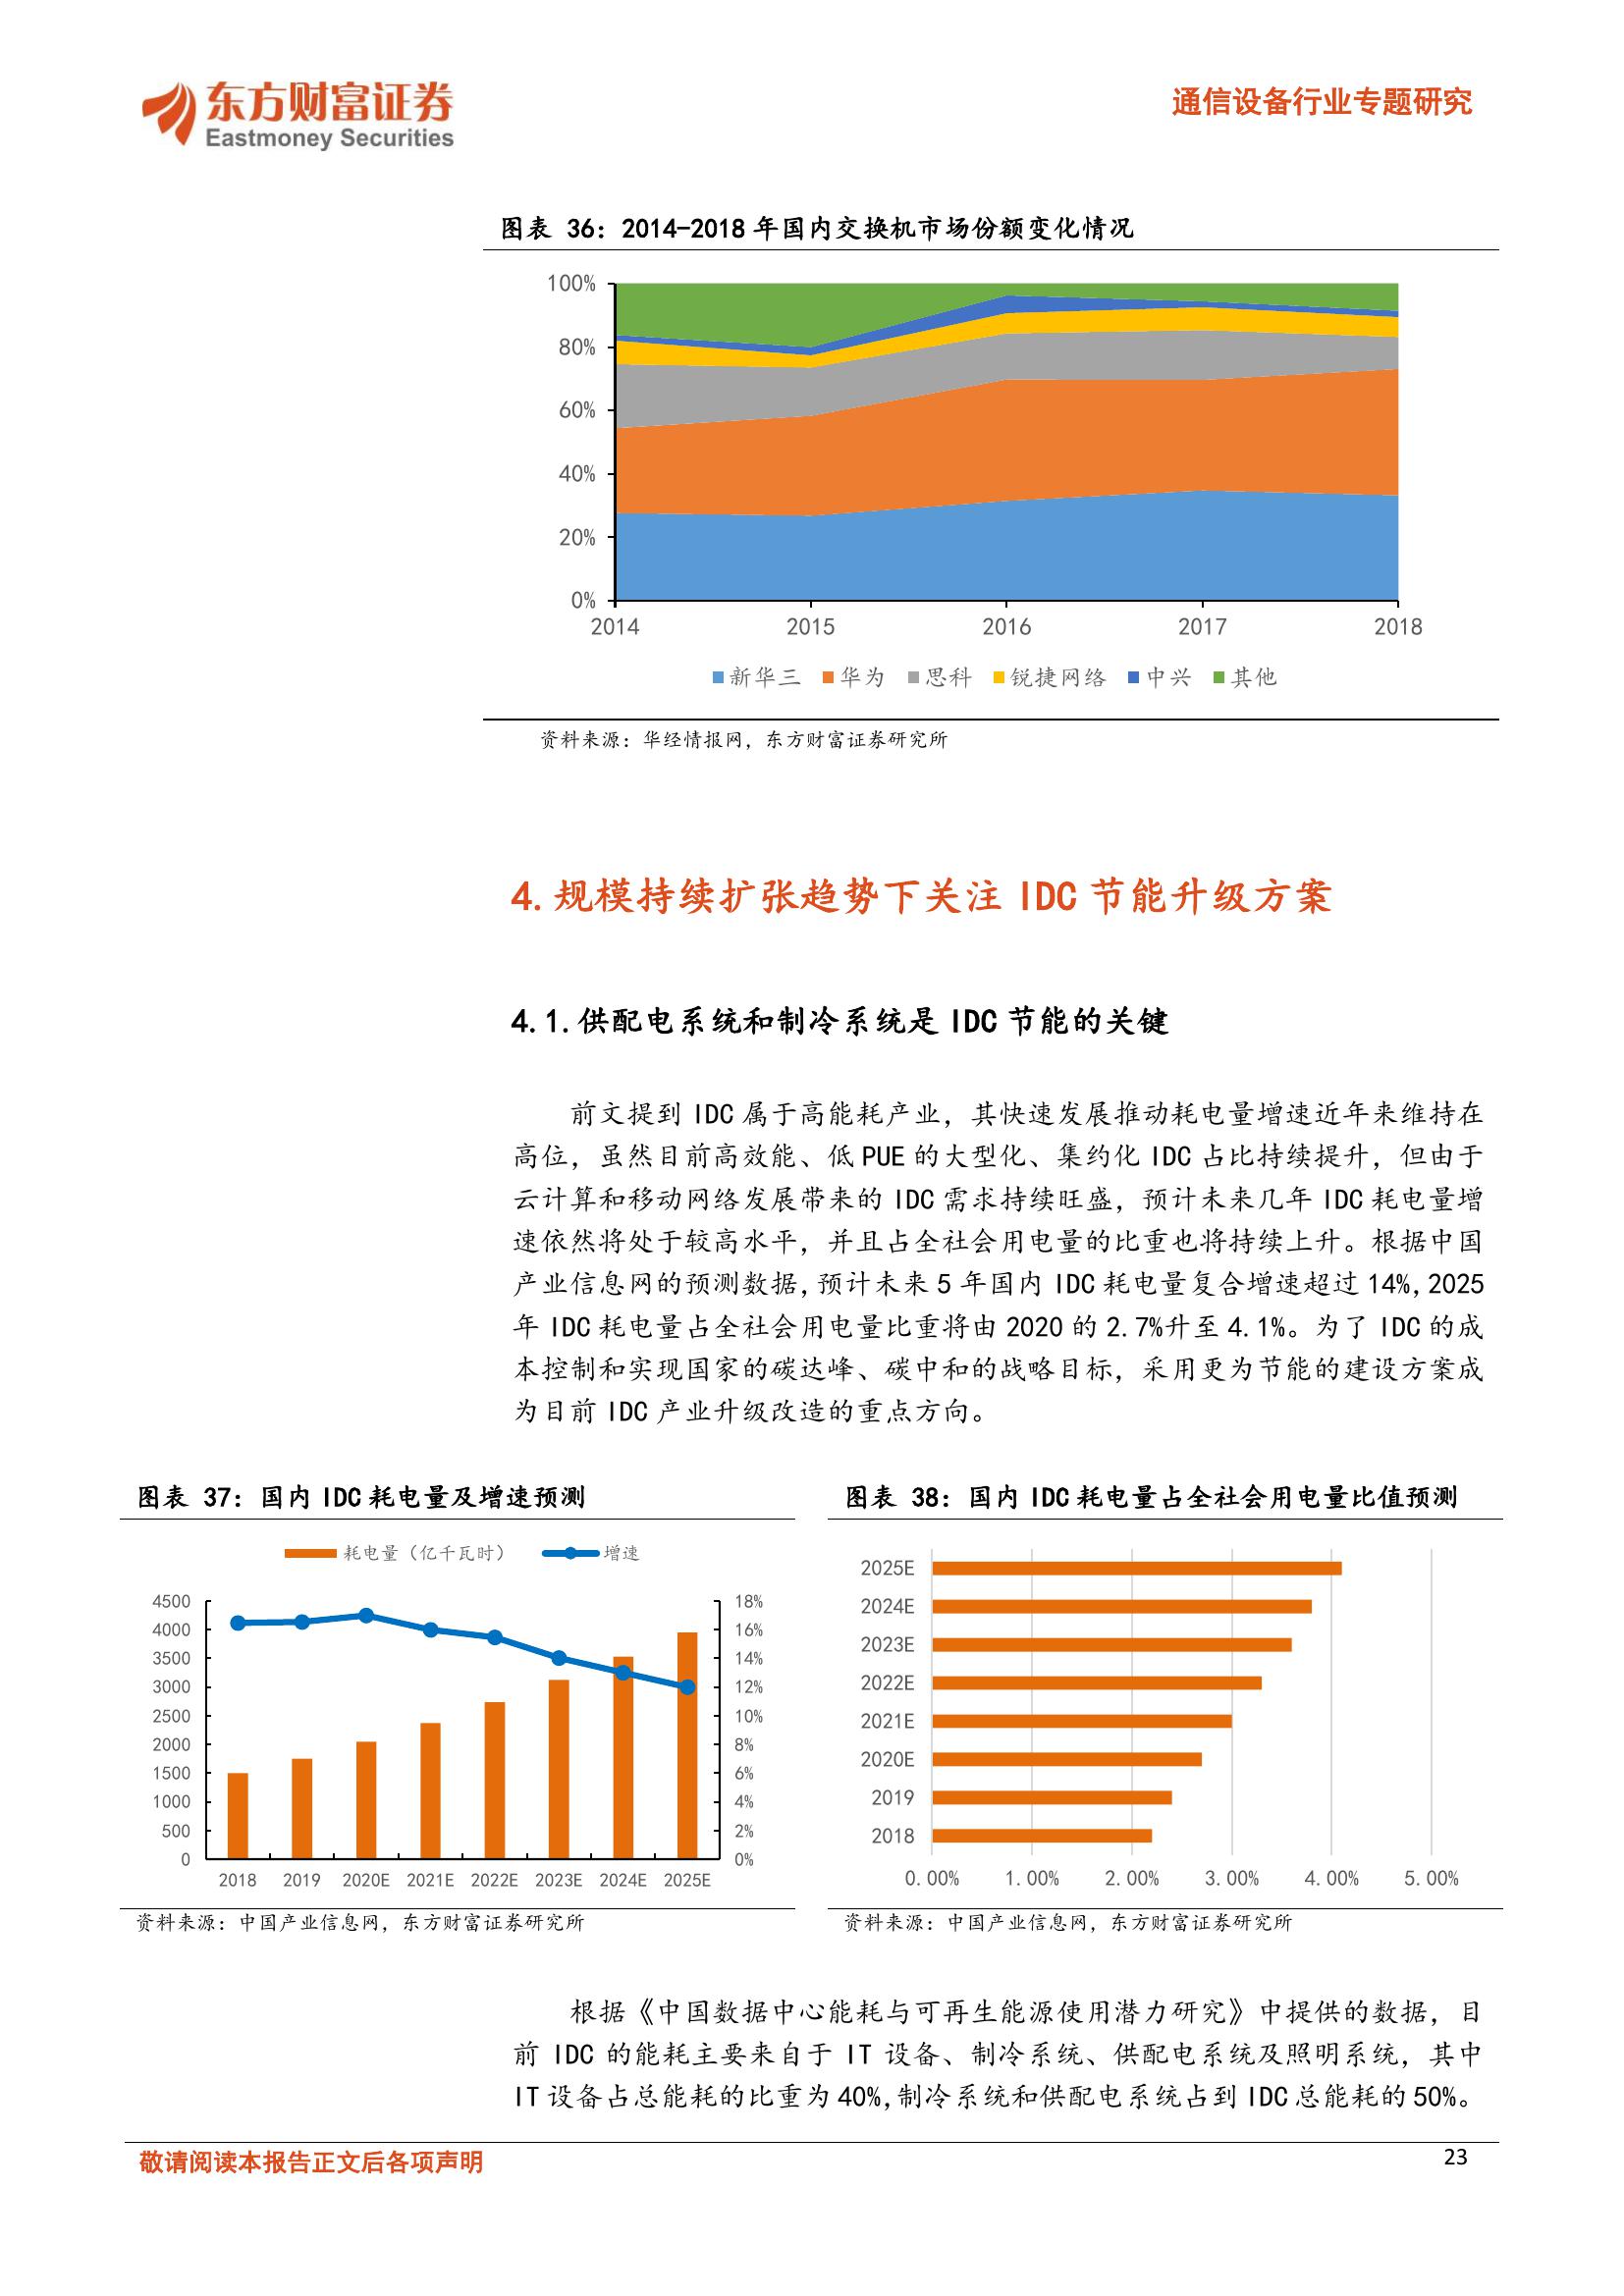 东方财富证券
Eastmoney Securities
通信设备行业专题研究
图表 36：2014-2018 年国内交换机市场份额变化情况
100%
80%
60%
40%
20%
0%
2014 2015 2016 2017 2018
新华三 华为 思科 锐捷网络 中兴 其他
资料来源：华经情报网，东方财富证券研究所
4.规模持续扩张趋势下关注 IDC 节能升级方案
4.1.供配电系统和制冷系统是 IDC 节能的关键
前文提到 IDC 属于高能耗产业，其快速发展推动耗电量增速近年来维持在
高位，虽然目前高效能、低 PUE 的大型化、集约化 IDC 占比持续提升，但由于
云计算和移动网络发展带来的 IDC 需求持续旺盛，预计未来几年 IDC 耗电量增
速依然将处于较高水平，并且占全社会用电量的比重也将持续上升。根据中国
产业信息网的预测数据,预计未来 5 年国内 IDC 耗电量复合增速超过 14%,2025
年 IDC 耗电量占全社会用电量比重将由 2020 的 2.7%升至 4.1%。为了 IDC 的成
本控制和实现国家的碳达峰、碳中和的战略目标，采用更为节能的建设方案成
为目前 IDC 产业升级改造的重点方向。
图表 37：国内 IDC 耗电量及增速预测
耗电量（亿千瓦时） 增速
4500 18%
4000 16%
3500 14%
3000 12%
2500 10%
2000 8%
1500 6%
1000 4%
500 2%
0 0%
2018 2019 2020E 2021E 2022E 2023E 2024E 2025E
资料来源：中国产业信息网，东方财富证券研究所
图表 38：国内 IDC 耗电量占全社会用电量比值预测
2025E
2024E
2023E
2022E
2021E
2020E
2019
2018
0.00% 1.00% 2.00% 3.00% 4.00% 5.00%
资料来源：中国产业信息网，东方财富证券研究所
根据《中国数据中心能耗与可再生能源使用潜力研究》中提供的数据，目
前 IDC 的能耗主要来自于 IT 设备、制冷系统、供配电系统及照明系统，其中
IT 设备占总能耗的比重为 40%,制冷系统和供配电系统占到 IDC 总能耗的 50%。
敬请阅读本报告正文后各项声明
23